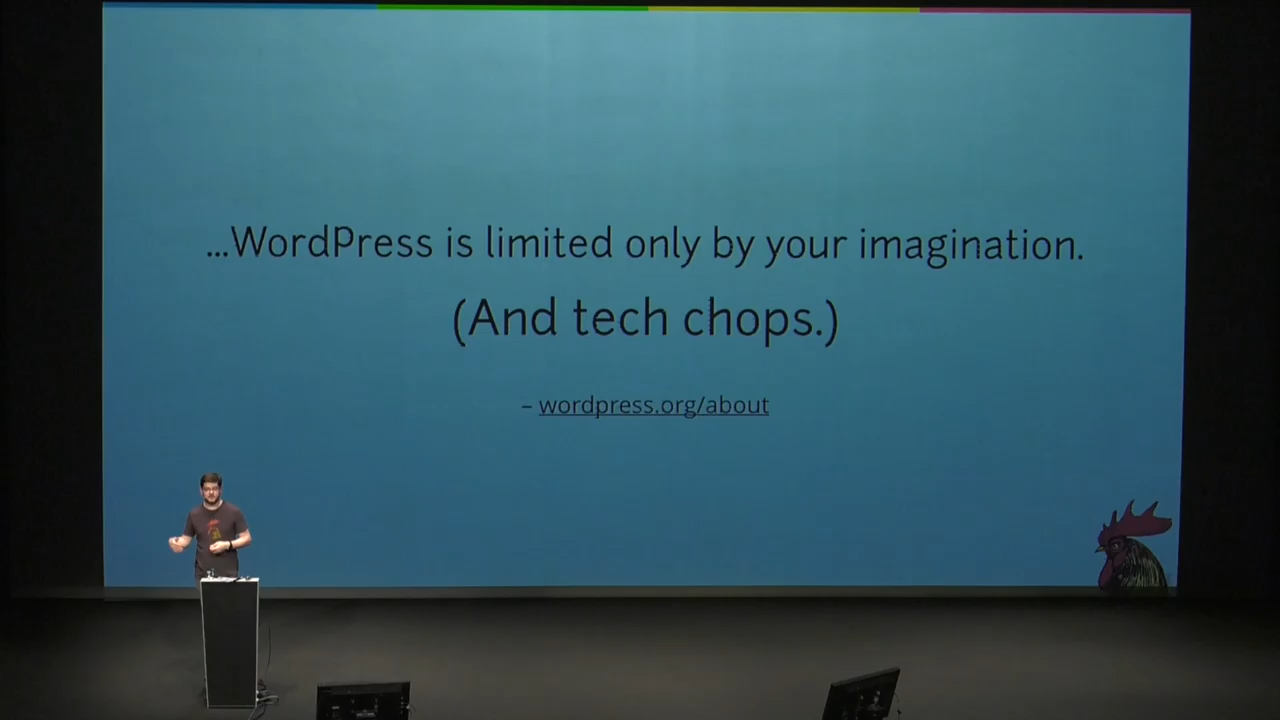 ...WordPress is limited only by your imagination.
(And tech chops.)
– wordpress.org/about